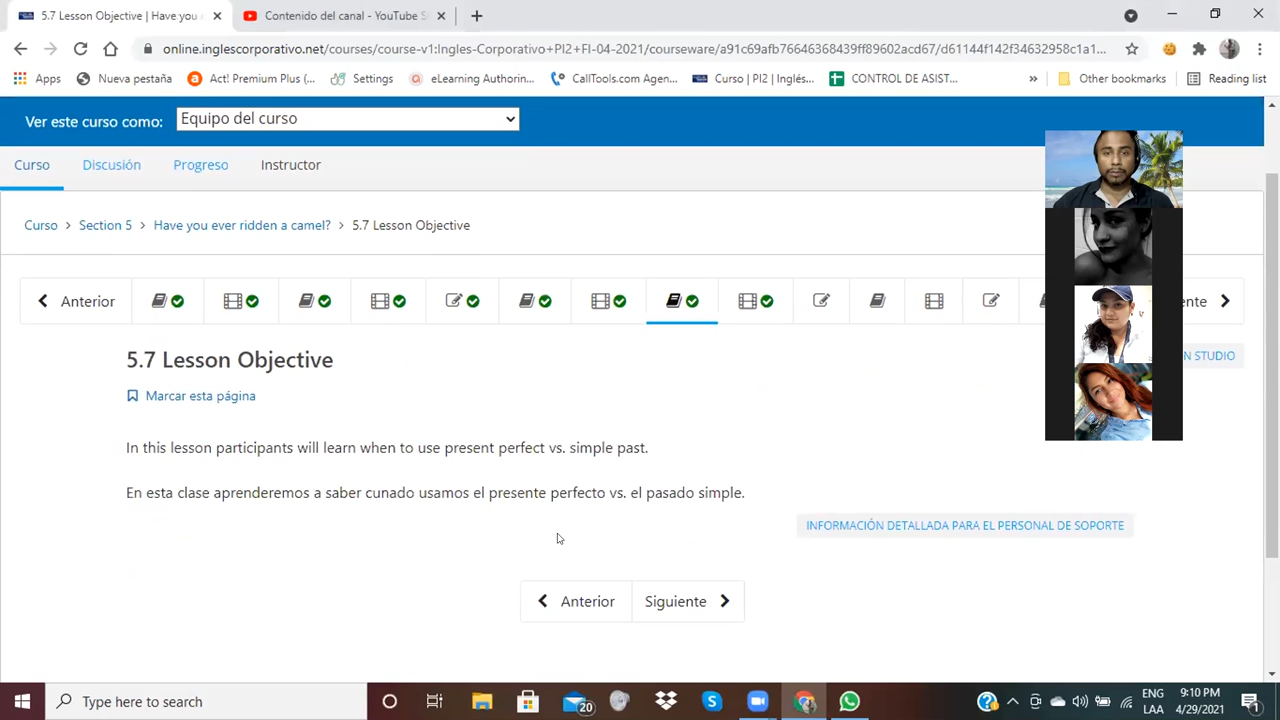 5.7 Lesson Objective | Have you
Contenido del canal - YouTube S
online.inglescorporativo.net/courses/course-v1:Ingles-Corporativo+PI2+FI-04-2021/courseware/a91c69afb76646368439ff89602acd67/d61144f142f34632958c1a1...
Apps Nueva pestaña Act! Premium Plus (... Settings eLearning Authorin... CallTools.com Agen... Curso | PI2 | Inglés... CONTROL DE ASIST... » Other bookmarks Reading list
Ver este curso como: Equipo del curso
Curso Discusión Progreso Instructor
Curso > Section 5 > Have you ever ridden a camel? > 5.7 Lesson Objective
Anterior
N STUDIO
5.7 Lesson Objective
Marcar esta página
In this lesson participants will learn when to use present perfect vs. simple past.
En esta clase aprenderemos a saber cunado usamos el presente perfecto vs. el pasado simple.
INFORMACIÓN DETALLADA PARA EL PERSONAL DE SOPORTE
Anterior Siguiente
Type here to search
20
ENG 9:10 PM
LAA 4/29/2021
1